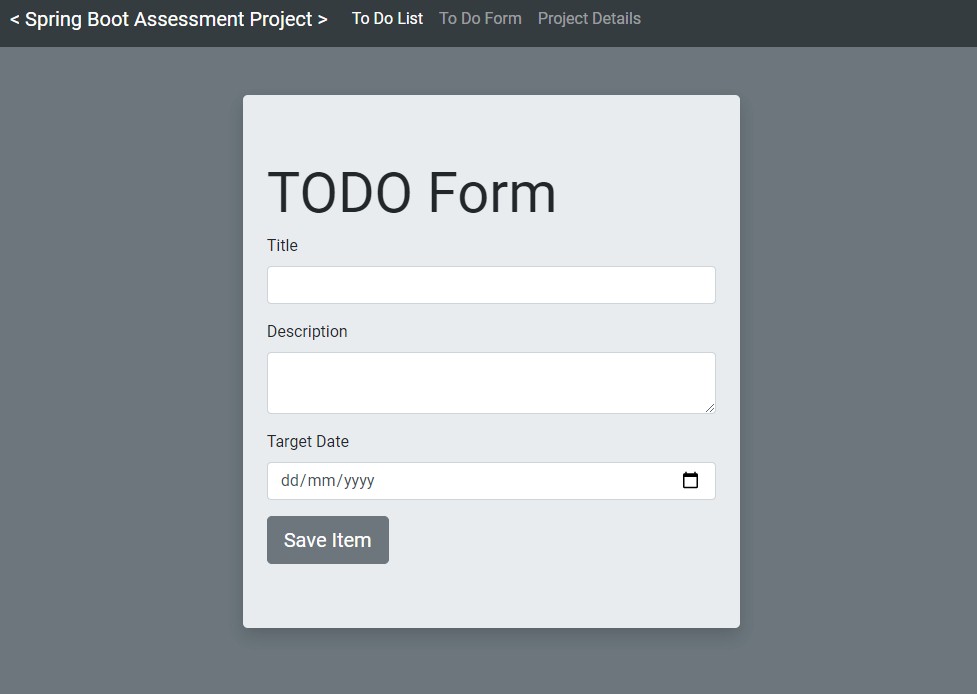 < Spring Boot Assessment Project > To Do List To Do Form Project Details
TODO Form
Title
Description
Target Date
dd/mm/yyyy
Save Item